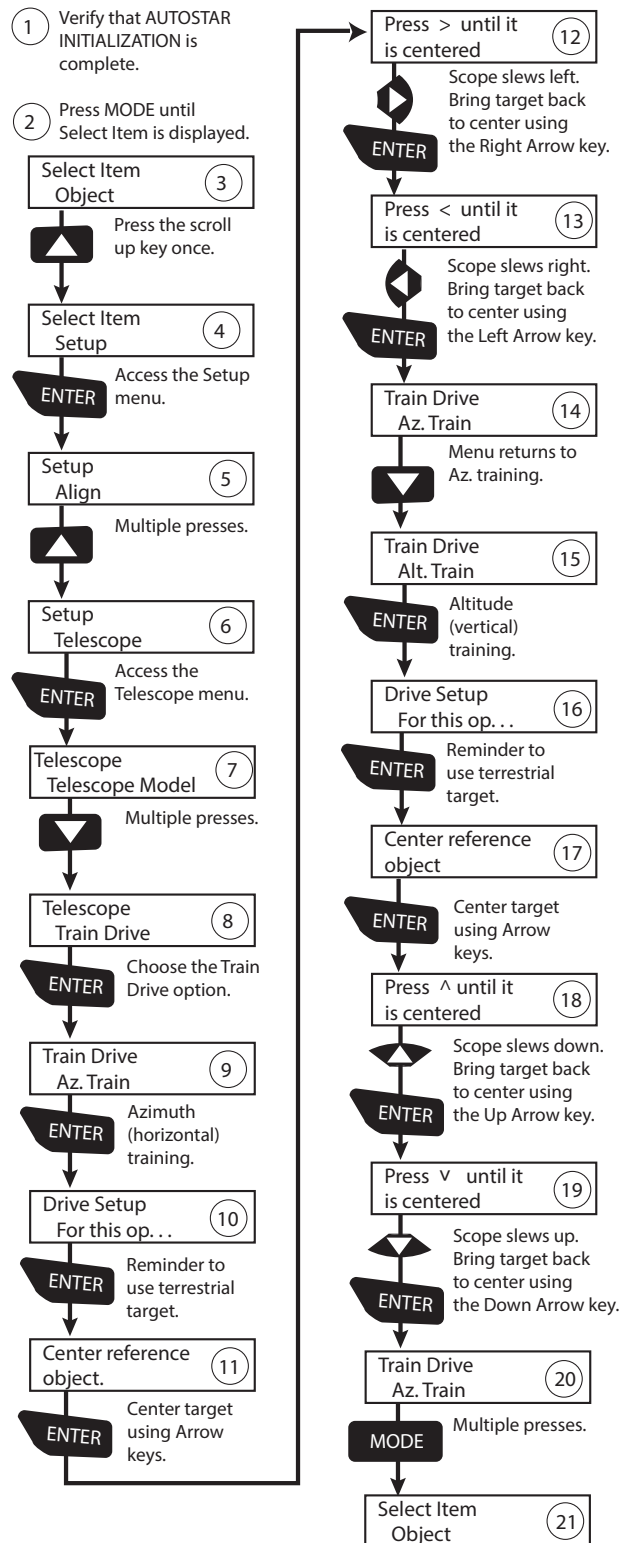 1
Verify that AUTOSTAR
INITIALIZATION is
complete.
2
Press MODE until
Select Item is displayed.
Select Item
Object
3
Press the scroll
up key once.
Select Item
Setup
4
ENTER
Access the Setup
menu.
Setup
Align
5
Multiple presses.
Setup
Telescope
6
ENTER
Access the
Telescope menu.
Telescope
Telescope Model
7
Multiple presses.
Telescope
Train Drive
8
ENTER
Choose the Train
Drive option.
Train Drive
Az. Train
9
ENTER
Azimuth
(horizontal)
training.
Drive Setup
For this op. . .
10
ENTER
Reminder to
use terrestrial
target.
Center reference
object.
11
ENTER
Center target
using Arrow
keys.
Press > until it
is centered
12
Scope slews left.
Bring target back
to center using
the Right Arrow key.
ENTER
Press < until it
is centered
13
Scope slews right.
Bring target back
to center using
the Left Arrow key.
ENTER
Train Drive
Az. Train
14
Menu returns to
Az. training.
Train Drive
Alt. Train
15
ENTER
Altitude
(vertical)
training.
Drive Setup
For this op. . .
16
ENTER
Reminder to
use terrestrial
target.
Center reference
object
17
ENTER
Center target
using Arrow
keys.
Press ^ until it
is centered
18
Scope slews down.
Bring target back
to center using
the Up Arrow key.
ENTER
Press v until it
is centered
19
Scope slews up.
Bring target back
to center using
the Down Arrow key.
ENTER
Train Drive
Az. Train
20
MODE
Multiple presses.
Select Item
Object
21